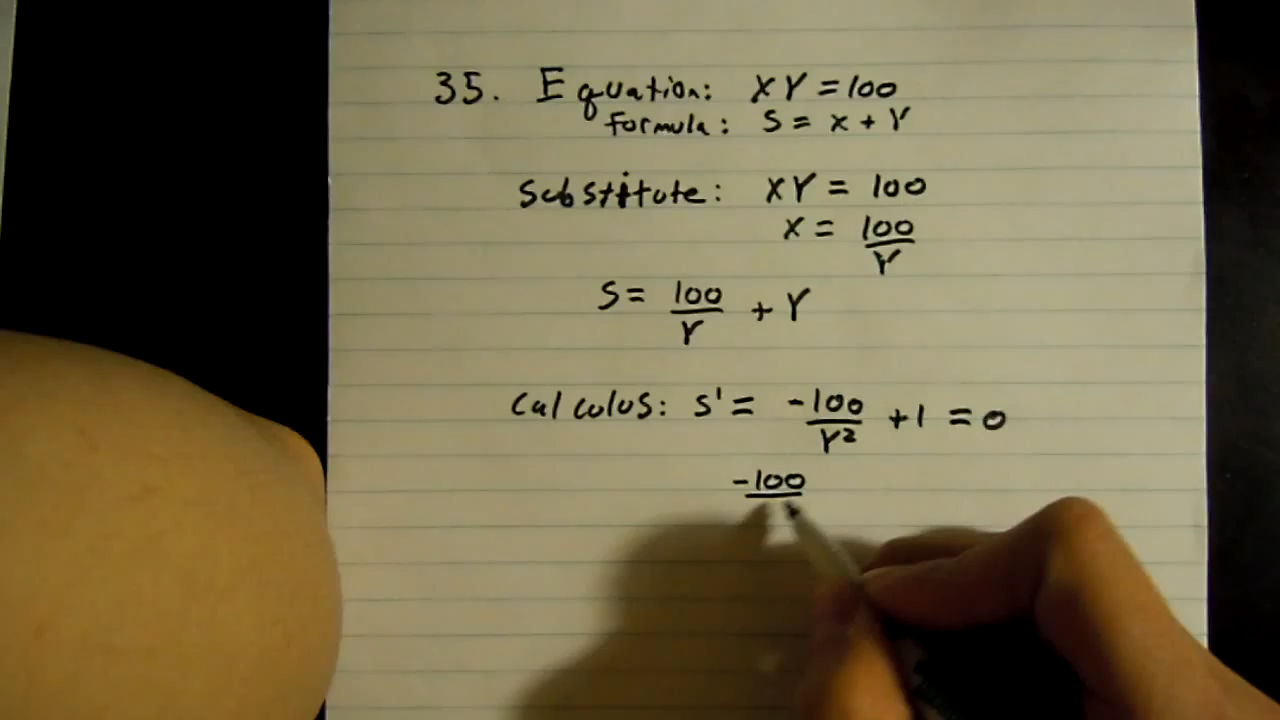 35. Equation: XY = 100
formula: S = x + Y
Substitute: XY = 100
X = 100/Y
S = 100/Y + Y
Calculus: S' = -100/Y² + 1 = 0
-100